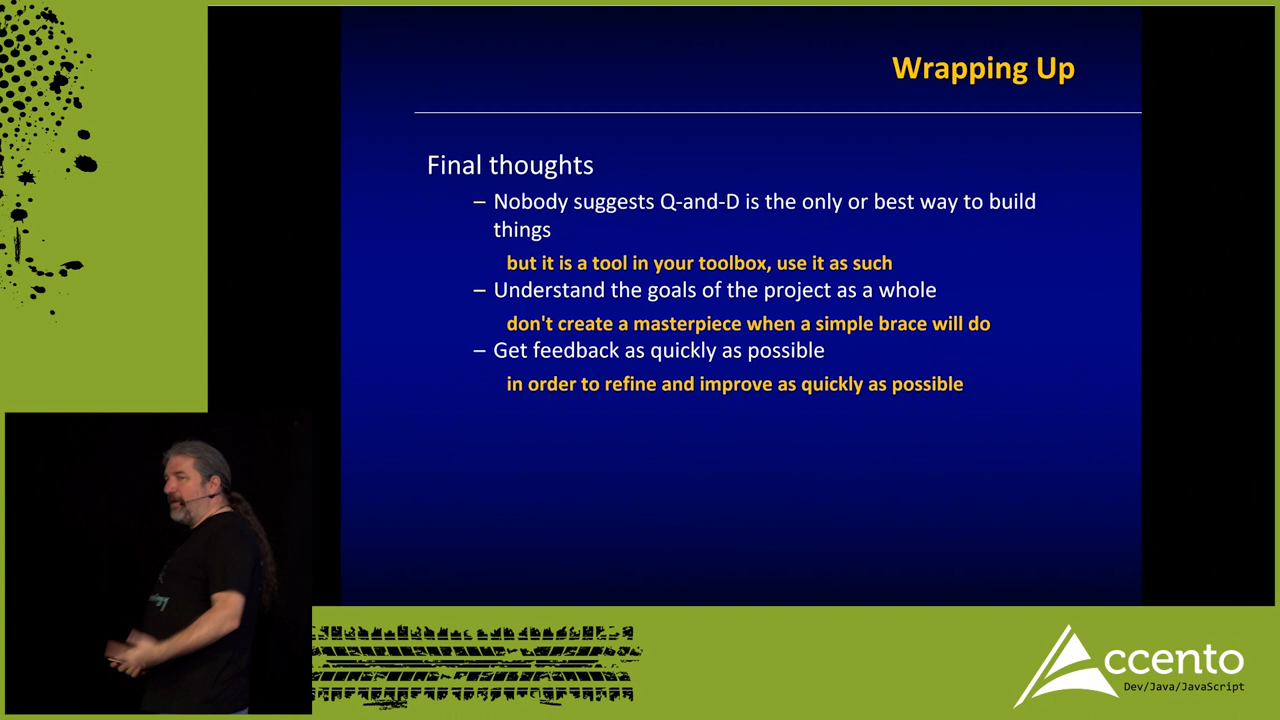 Wrapping Up
Final thoughts
– Nobody suggests Q-and-D is the only or best way to build
things
but it is a tool in your toolbox, use it as such
– Understand the goals of the project as a whole
don't create a masterpiece when a simple brace will do
– Get feedback as quickly as possible
in order to refine and improve as quickly as possible
Accento
Dev/Java/JavaScript